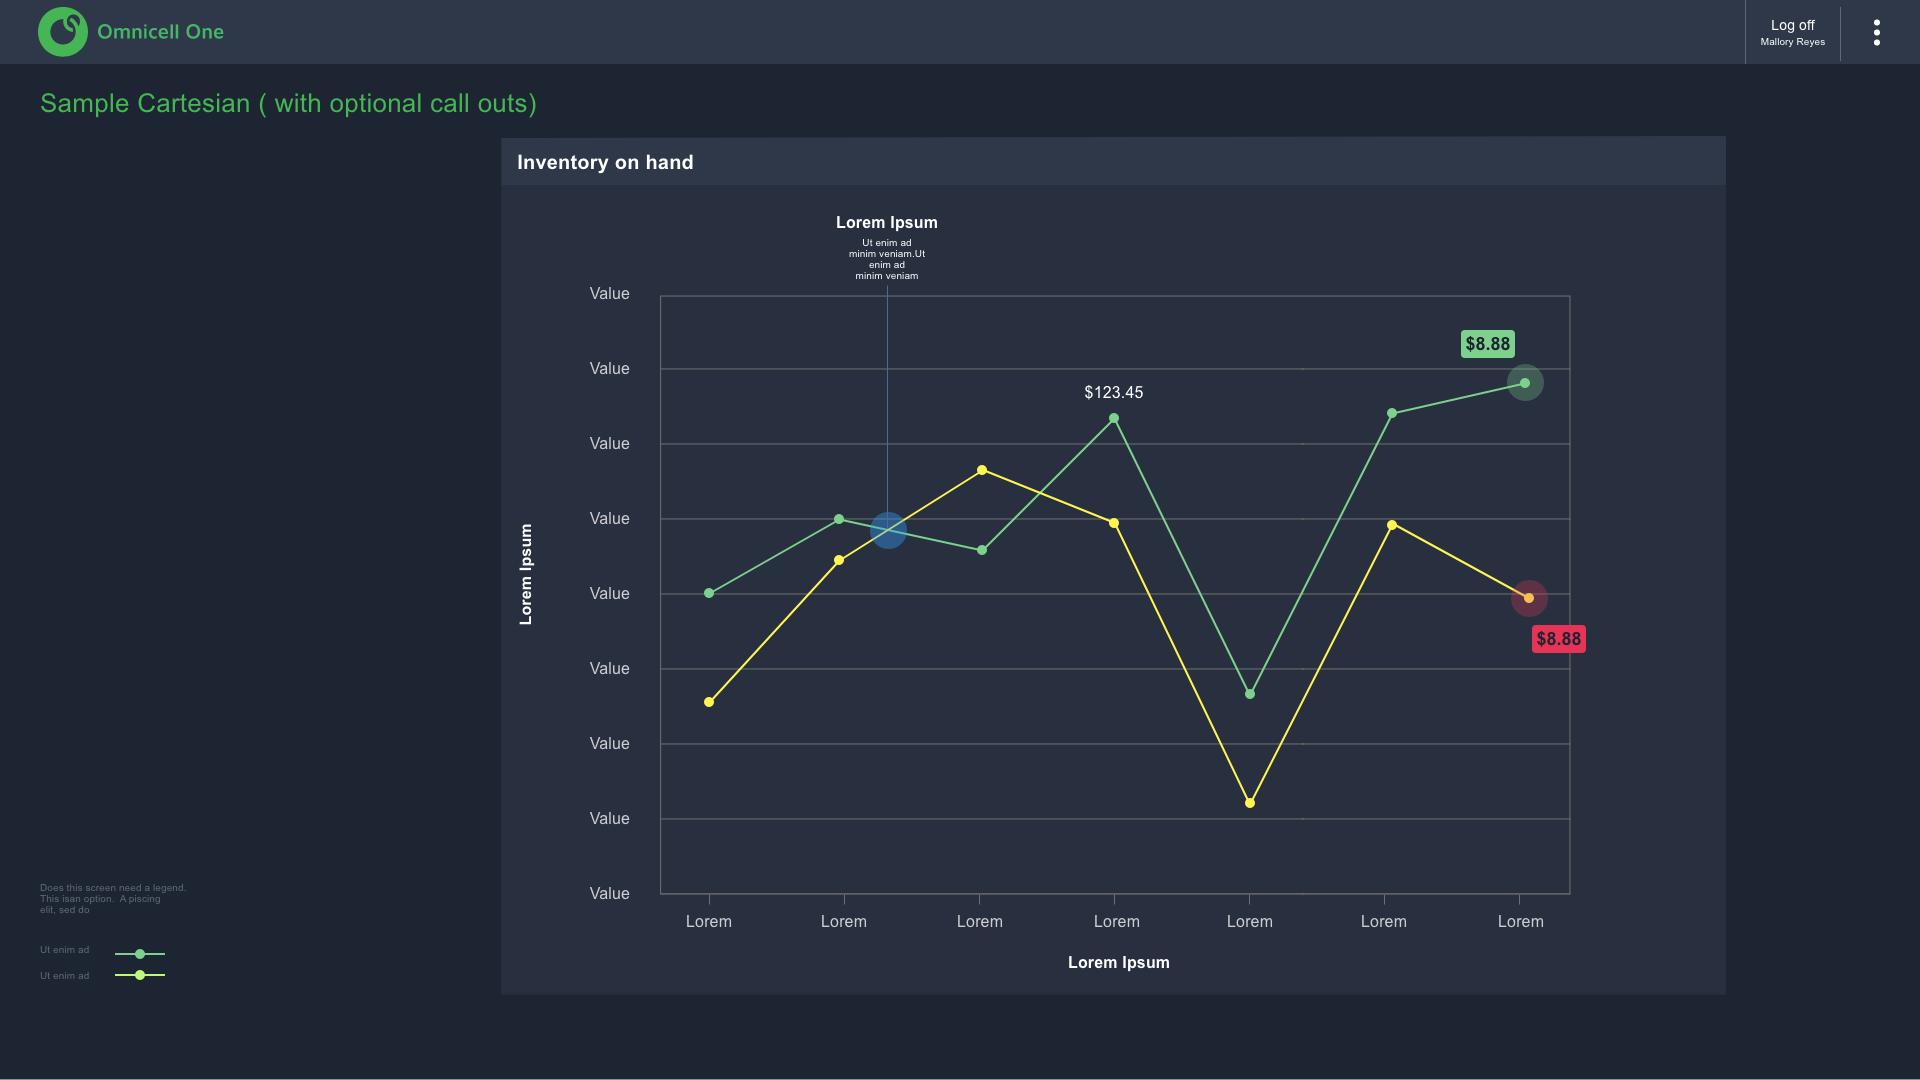 Omnicell One
Log off
Mallory Reyes
Sample Cartesian ( with optional call outs)
Inventory on hand
Lorem Ipsum
Ut enim ad
minim veniam.Ut
enim ad
minim veniam
Value
Value
Value
Value
Value
Value
Value
Value
Value
$8.88
$123.45
$8.88
Lorem Ipsum
Lorem
Lorem
Lorem
Lorem
Lorem
Lorem
Lorem
Lorem Ipsum
Does this screen need a legend.
This isan option.  A piscing
elit, sed do
Ut enim ad
Ut enim ad